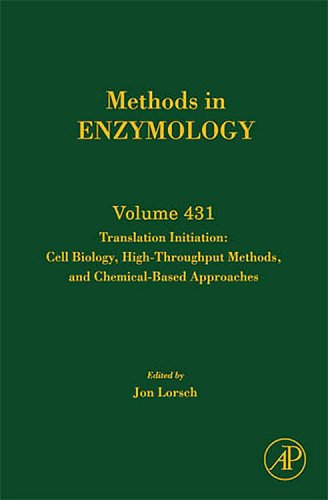 Methods in
ENZYMOLOGY
Volume 431
Translation Initiation:
Cell Biology, High-Throughput Methods,
and Chemical-Based Approaches
Edited by
Jon Lorsch
AP